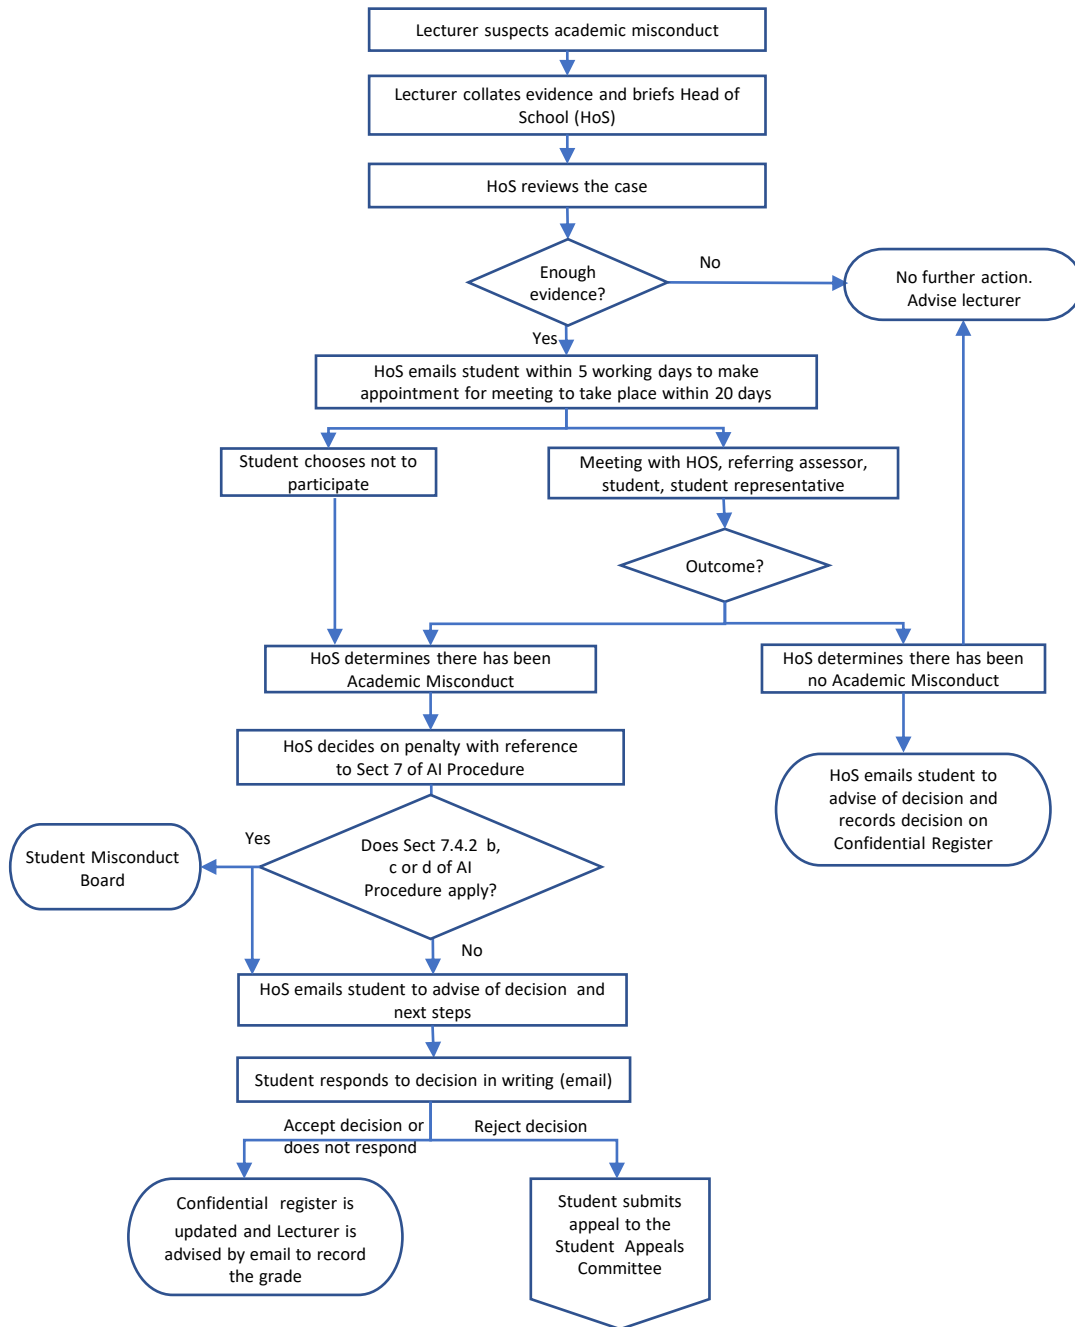 Lecturer suspects academic misconduct
Lecturer collates evidence and briefs Head of
School (HoS)
HoS reviews the case
Enough
evidence?
No
No further action.
Advise lecturer
Yes
HoS emails student within 5 working days to make
appointment for meeting to take place within 20 days
Student chooses not to
participate
Meeting with HOS, referring assessor,
student, student representative
Outcome?
HoS determines there has been
Academic Misconduct
HoS determines there has been
no Academic Misconduct
HoS decides on penalty with reference
to Sect 7 of AI Procedure
HoS emails student to
advise of decision and
records decision on
Confidential Register
Does Sect 7.4.2 b,
c or d of AI
Procedure apply?
Yes
Student Misconduct
Board
No
HoS emails student to advise of decision and
next steps
Student responds to decision in writing (email)
Accept decision or
does not respond
Reject decision
Confidential register is
updated and Lecturer is
advised by email to record
the grade
Student submits
appeal to the
Student Appeals
Committee